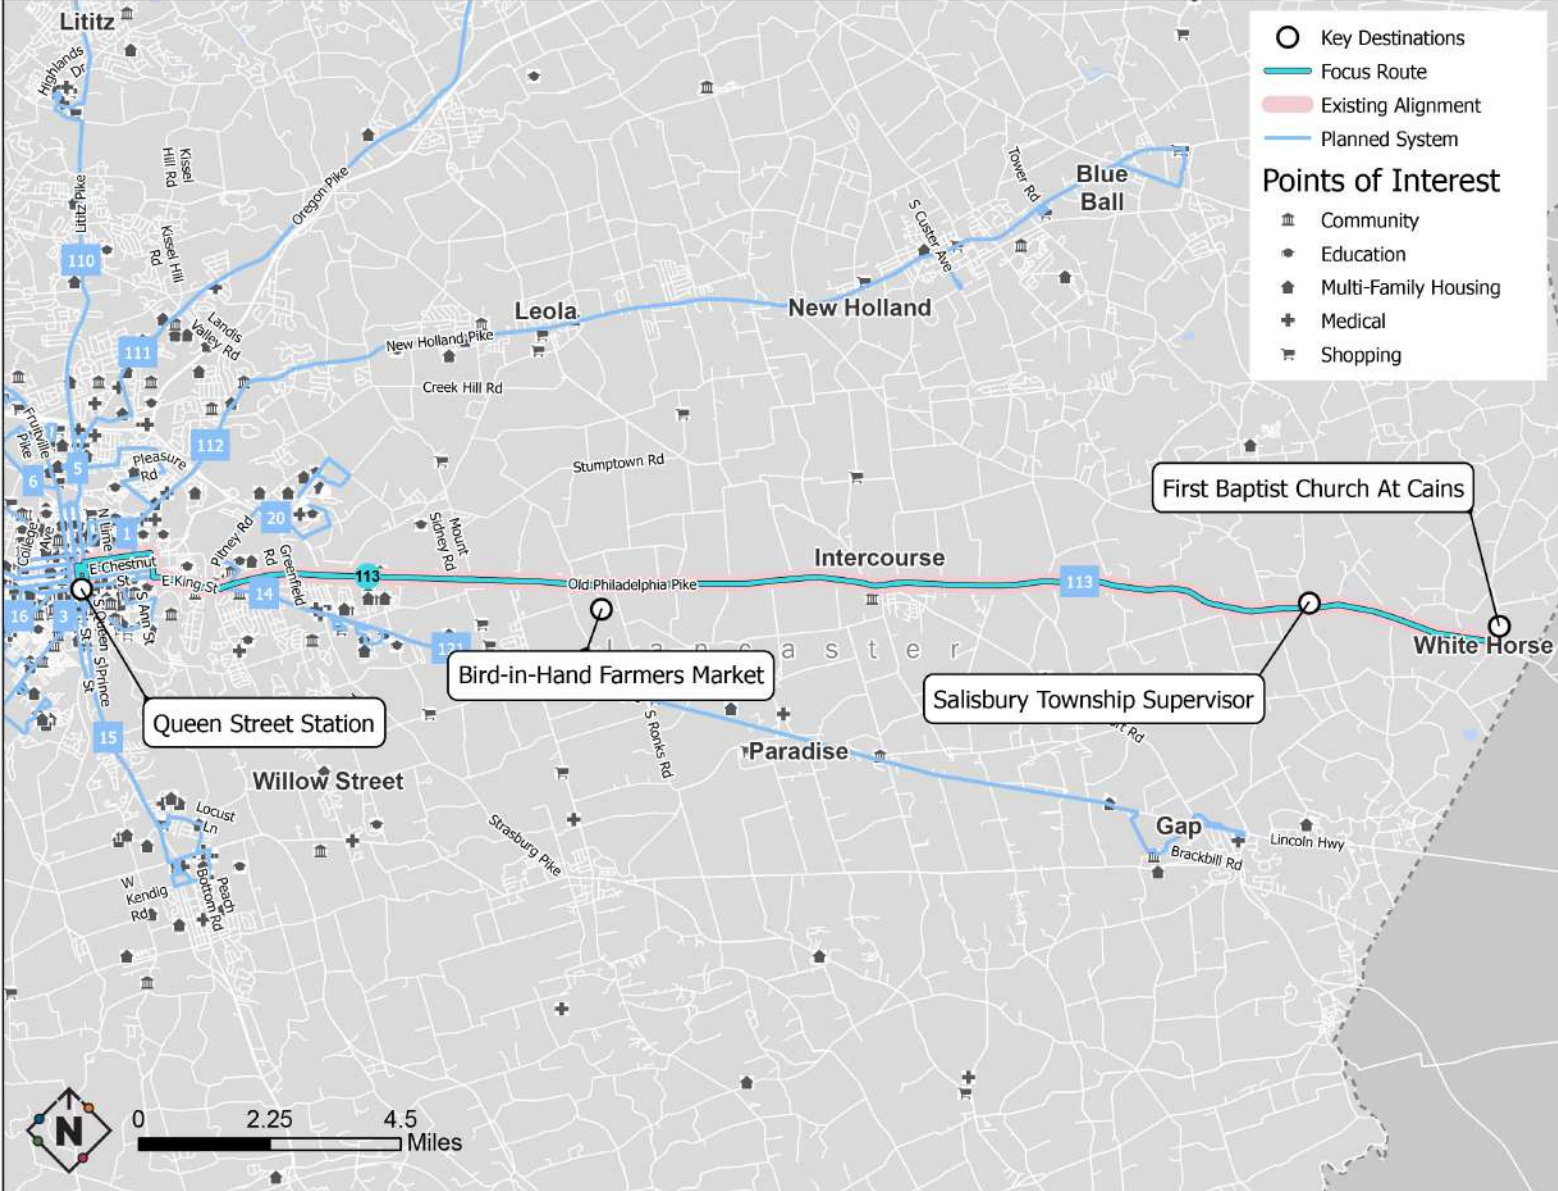 Lititz
Highlands
Dr
Kissel
Hill Rd
Lititz Pike
Oregon Pike
Kissel Hill
Rd
110
111
Landis
Valley Rd
Leola
New Holland Pike
Creek Hill Rd
New Holland
S Custer Ave
Tower Rd
Blue
Ball
Key Destinations
Focus Route
Existing Alignment
Planned System
Points of Interest
Community
Education
Multi-Family Housing
Medical
Shopping
Fruitville
Pike
112
5
6
Pleasure
Rd
Stumptown Rd
First Baptist Church At Cains
College
Ave
N Lime
1
20
Pitney Rd
Greenfield
Rd
Mount
Sidney Rd
E Chestnut
St
E King St
113
Intercourse
Old Philadelphia Pike
113
14
16
3
S Queen
St
S Prince
St
S Ann St
121
Lancaster
White Horse
Bird-in-Hand Farmers Market
Salisbury Township Supervisor
Queen Street Station
15
S Ronks Rd
Paradise
Rd
Willow Street
Locust
Ln
Strasburg Pike
Gap
Lincoln Hwy
Brackbill Rd
W
Kendig
Rd
Peach
Bottom Rd
N
0 2.25 4.5
Miles